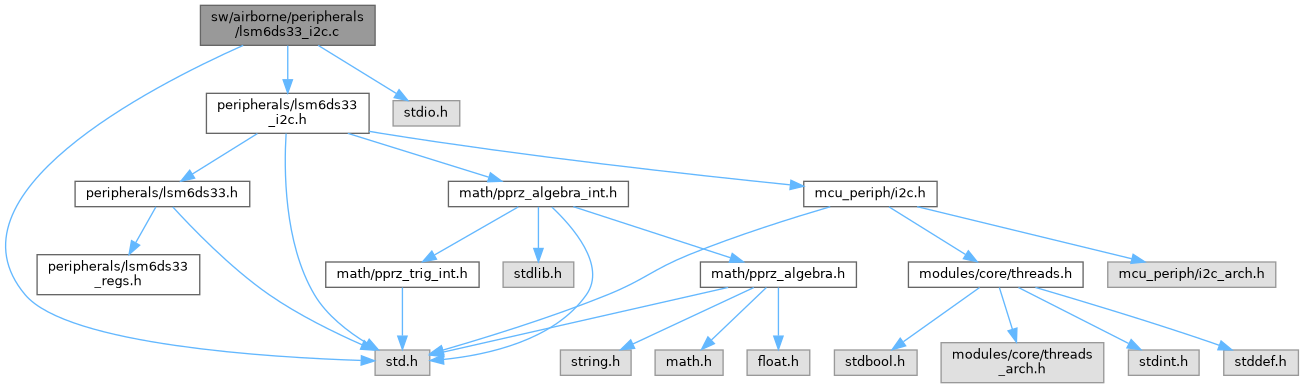 sw/airborne/peripherals
/lsm6ds33_i2c.c
peripherals/lsm6ds33
_i2c.h
stdio.h
peripherals/lsm6ds33.h
math/pprz_algebra_int.h
mcu_periph/i2c.h
peripherals/lsm6ds33
_regs.h
math/pprz_trig_int.h
stdlib.h
math/pprz_algebra.h
modules/core/threads.h
mcu_periph/i2c_arch.h
std.h
string.h
math.h
float.h
stdbool.h
modules/core/threads
_arch.h
stdint.h
stddef.h